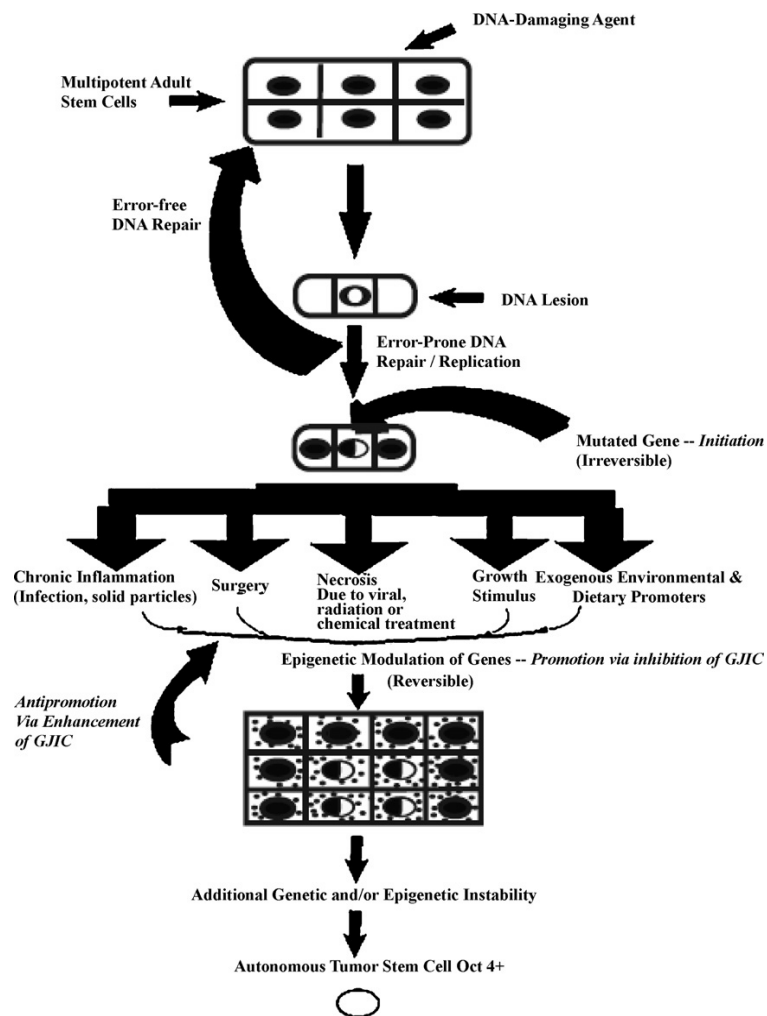 DNA-Damaging Agent
Multipotent Adult
Stem Cells
Error-free
DNA Repair
DNA Lesion
Error-Prone DNA
Repair / Replication
Mutated Gene -- Initiation
(Irreversible)
Chronic Inflammation
(Infection, solid particles)
Surgery
Necrosis
Due to viral,
radiation or
chemical treatment
Growth
Stimulus
Exogenous Environmental &
Dietary Promoters
Epigenetic Modulation of Genes -- Promotion via inhibition of GJIC
(Reversible)
Antipromotion
Via Enhancement
of GJIC
Additional Genetic and/or Epigenetic Instability
Autonomous Tumor Stem Cell Oct 4+